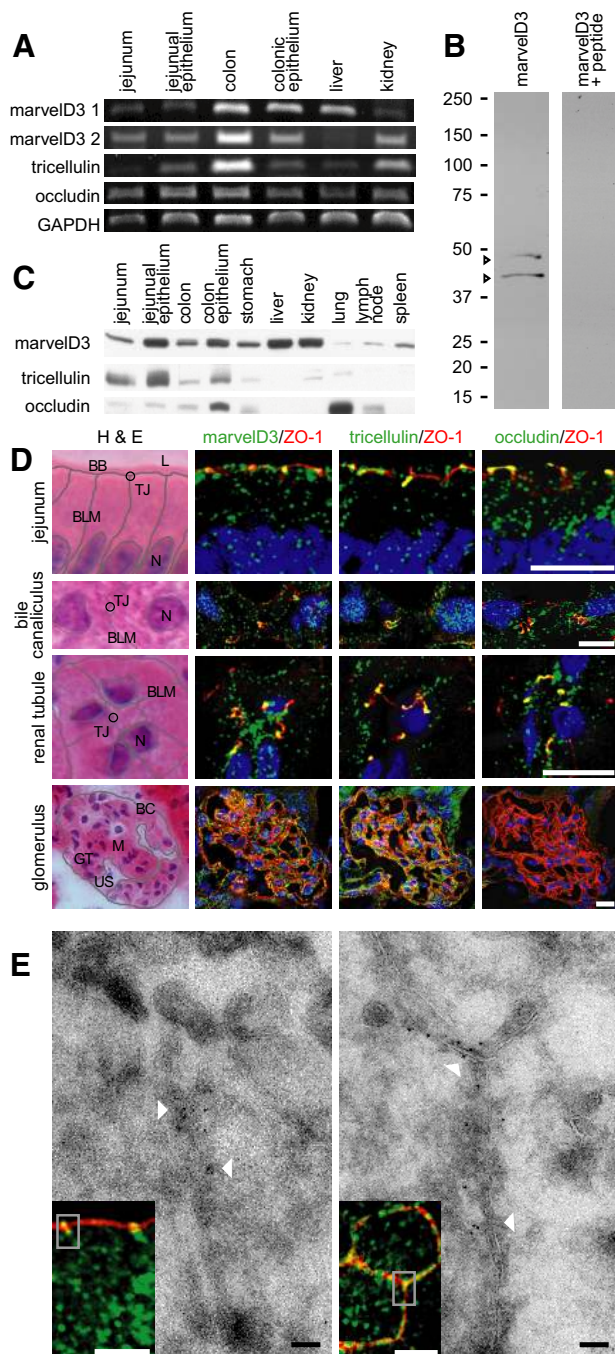 A
jejunum
jejunual
epithelium
colon
colonic
epithelium
liver
kidney
marvelD3 1
marvelD3 2
tricellulin
occludin
GAPDH
B
marvelD3
marvelD3
+ peptide
250
150
100
75
50
37
25
20
15
C
jejunum
jejunual
epithelium
colon
colon
epithelium
stomach
liver
kidney
lung
lymph
node
spleen
marvelD3
tricellulin
occludin
D
H & E
marvelD3/ZO-1
tricellulin/ZO-1
occludin/ZO-1
jejunum
BB
L
TJ
BLM
N
bile
canaliculus
TJ
N
BLM
renal tubule
BLM
TJ
N
glomerulus
BC
M
GT
US
E